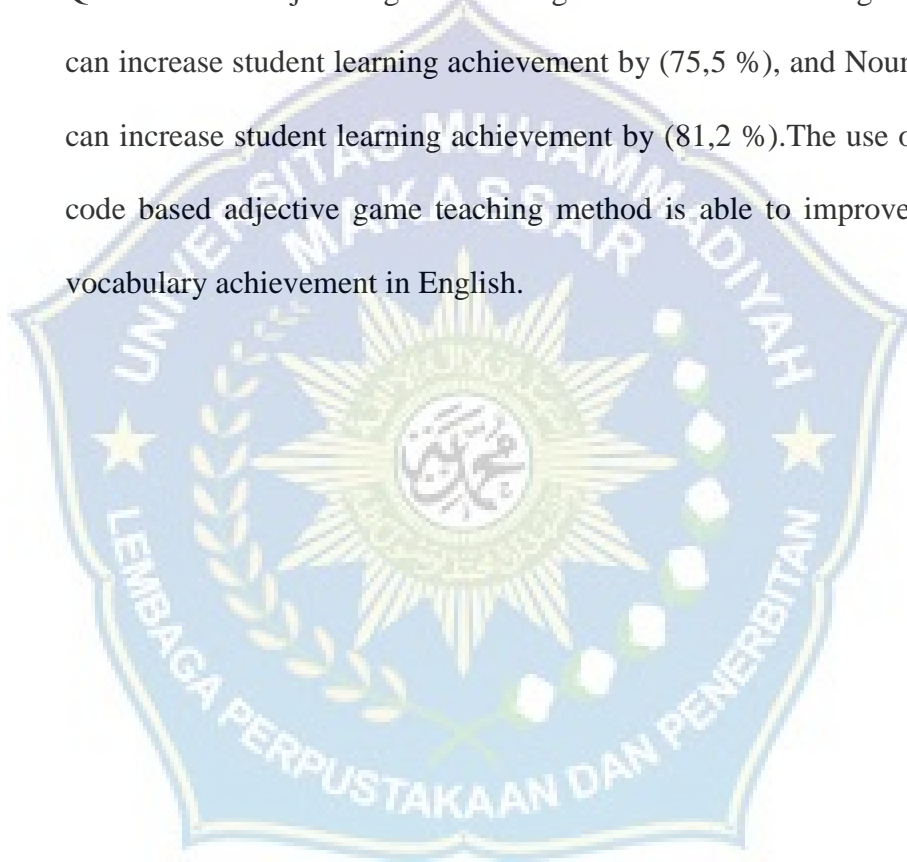 can increase student learning achievement by (75,5 %), and Noun
can increase student learning achievement by (81,2 %).The use o
code based adjective game teaching method is able to improve
vocabulary achievement in English.
UNIVERSITAS MUHAMMADIYAH
MAKASSAR
LEMBAGA PERPUSTAKAAN DAN PENERBITAN